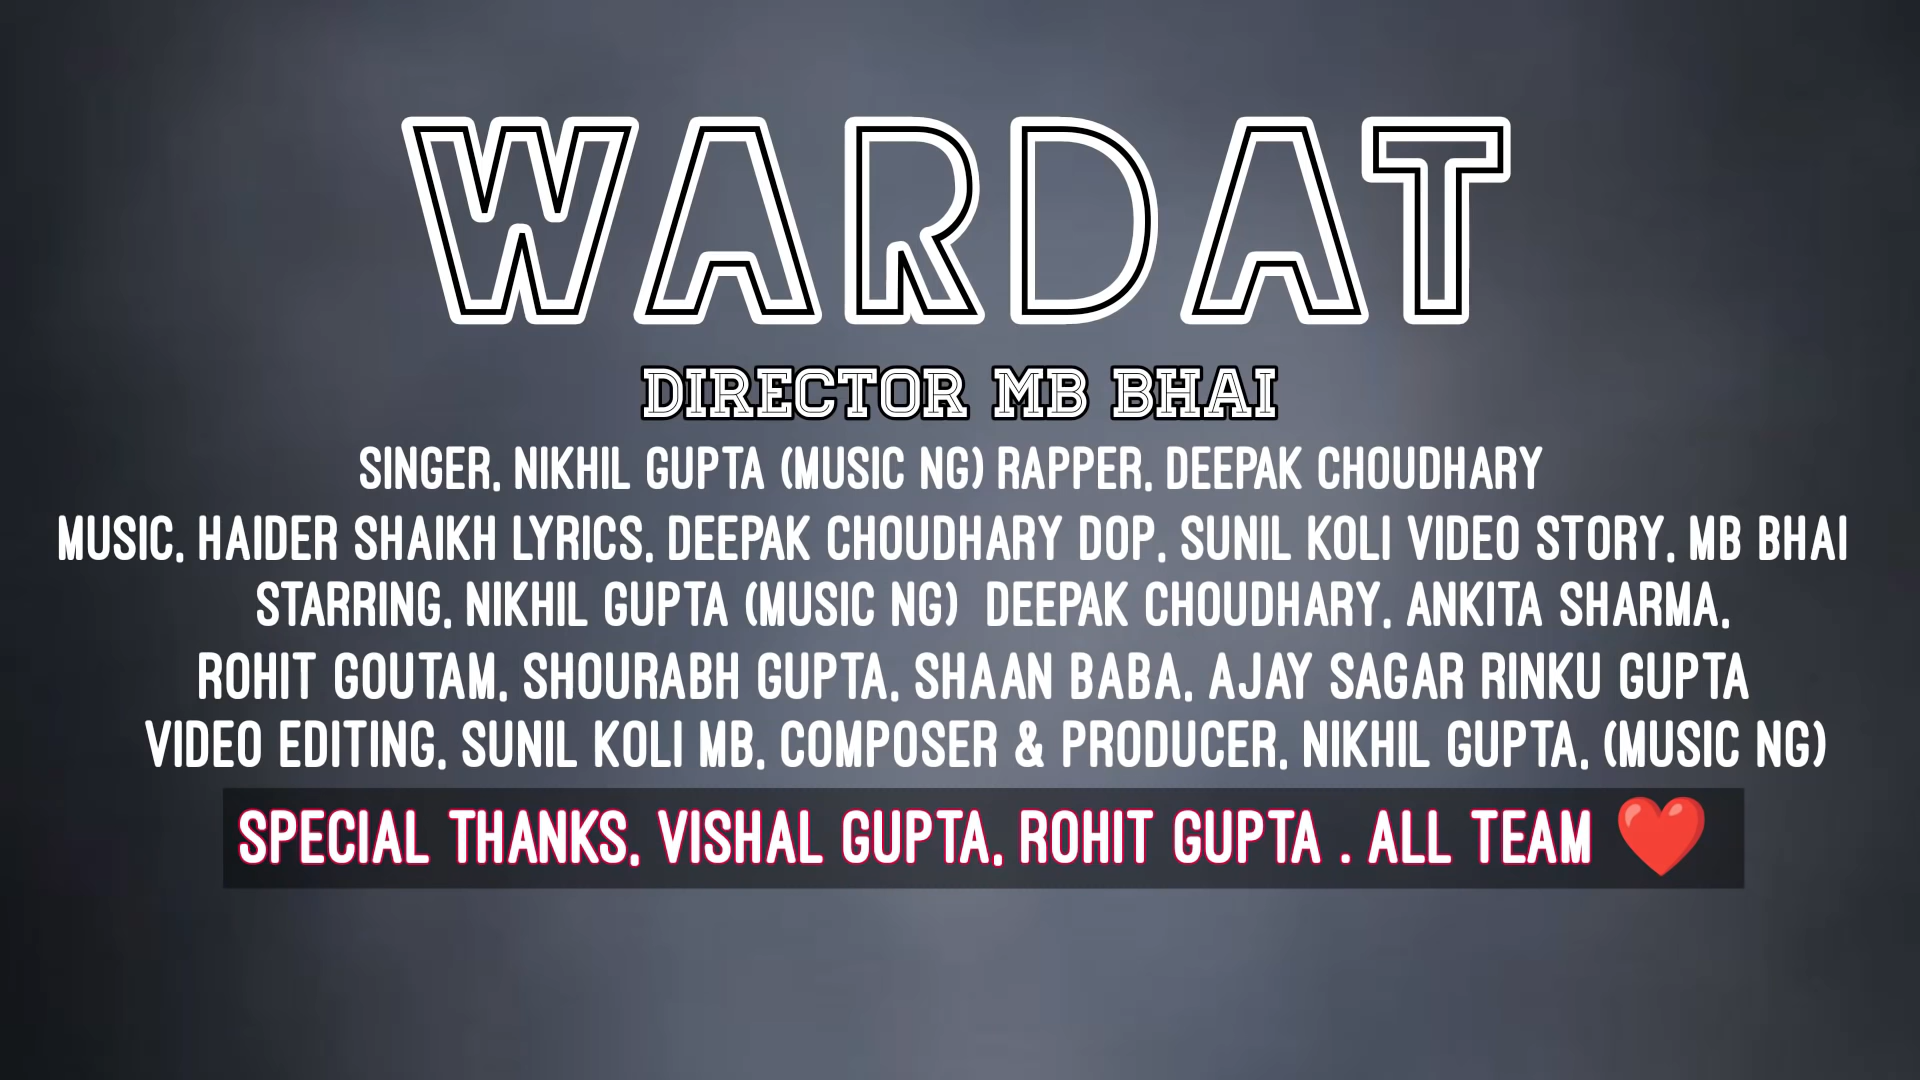 WARDAT
DIRECTOR MB BHAI
SINGER, NIKHIL GUPTA (MUSIC NG) RAPPER, DEEPAK CHOUDHARY
MUSIC, HAIDER SHAIKH LYRICS, DEEPAK CHOUDHARY DOP, SUNIL KOLI VIDEO STORY, MB BHAI
STARRING, NIKHIL GUPTA (MUSIC NG)  DEEPAK CHOUDHARY, ANKITA SHARMA,
ROHIT GOUTAM, SHOURABH GUPTA, SHAAN BABA, AJAY SAGAR RINKU GUPTA
VIDEO EDITING, SUNIL KOLI MB, COMPOSER & PRODUCER, NIKHIL GUPTA, (MUSIC NG)
SPECIAL THANKS, VISHAL GUPTA, ROHIT GUPTA . ALL TEAM ❤️